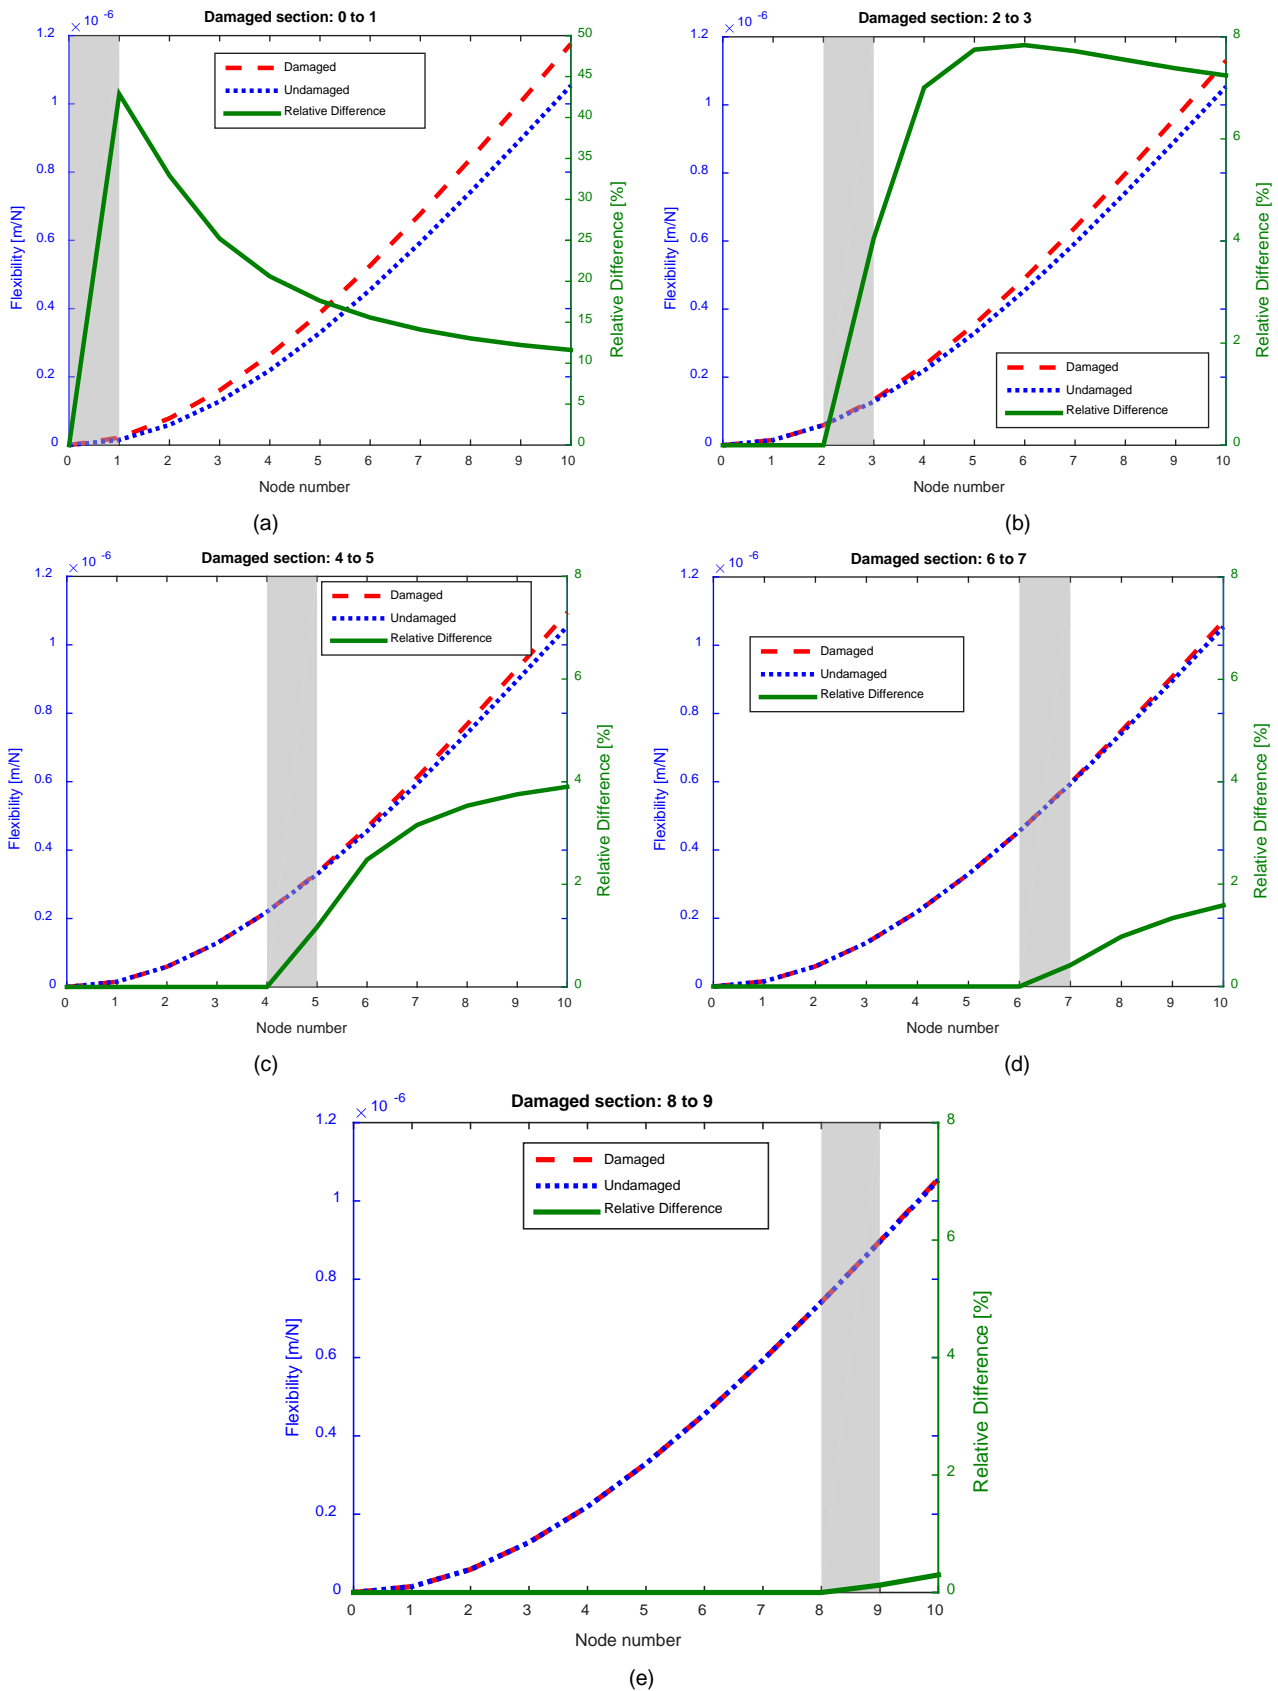 Damaged section: 0 to 1
× 10 -6
1.2
1
0.8
0.6
0.4
0.2
0
50
45
40
35
30
25
20
15
10
5
0
Flexibility [m/N]
Relative Difference [%]
Damaged
Undamaged
Relative Difference
0 1 2 3 4 5 6 7 8 9 10
Node number
(a)
Damaged section: 2 to 3
× 10 -6
1.2
1
0.8
0.6
0.4
0.2
0
8
6
4
2
0
Flexibility [m/N]
Relative Difference [%]
Damaged
Undamaged
Relative Difference
0 1 2 3 4 5 6 7 8 9 10
Node number
(b)
Damaged section: 4 to 5
× 10 -6
1.2
1
0.8
0.6
0.4
0.2
0
8
6
4
2
0
Flexibility [m/N]
Relative Difference [%]
Damaged
Undamaged
Relative Difference
0 1 2 3 4 5 6 7 8 9 10
Node number
(c)
Damaged section: 6 to 7
× 10 -6
1.2
1
0.8
0.6
0.4
0.2
0
8
6
4
2
0
Flexibility [m/N]
Relative Difference [%]
Damaged
Undamaged
Relative Difference
0 1 2 3 4 5 6 7 8 9 10
Node number
(d)
Damaged section: 8 to 9
× 10 -6
1.2
1
0.8
0.6
0.4
0.2
0
8
6
4
2
0
Flexibility [m/N]
Relative Difference [%]
Damaged
Undamaged
Relative Difference
0 1 2 3 4 5 6 7 8 9 10
Node number
(e)